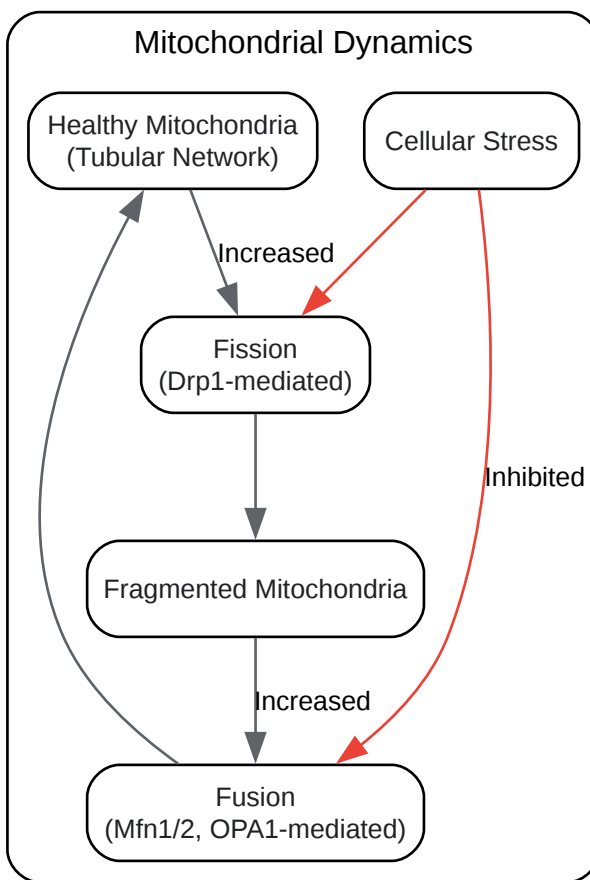 Mitochondrial Dynamics
Healthy Mitochondria
(Tubular Network)
Cellular Stress
Increased
Fission
(Drp1-mediated)
Inhibited
Fragmented Mitochondria
Increased
Fusion
(Mfn1/2, OPA1-mediated)